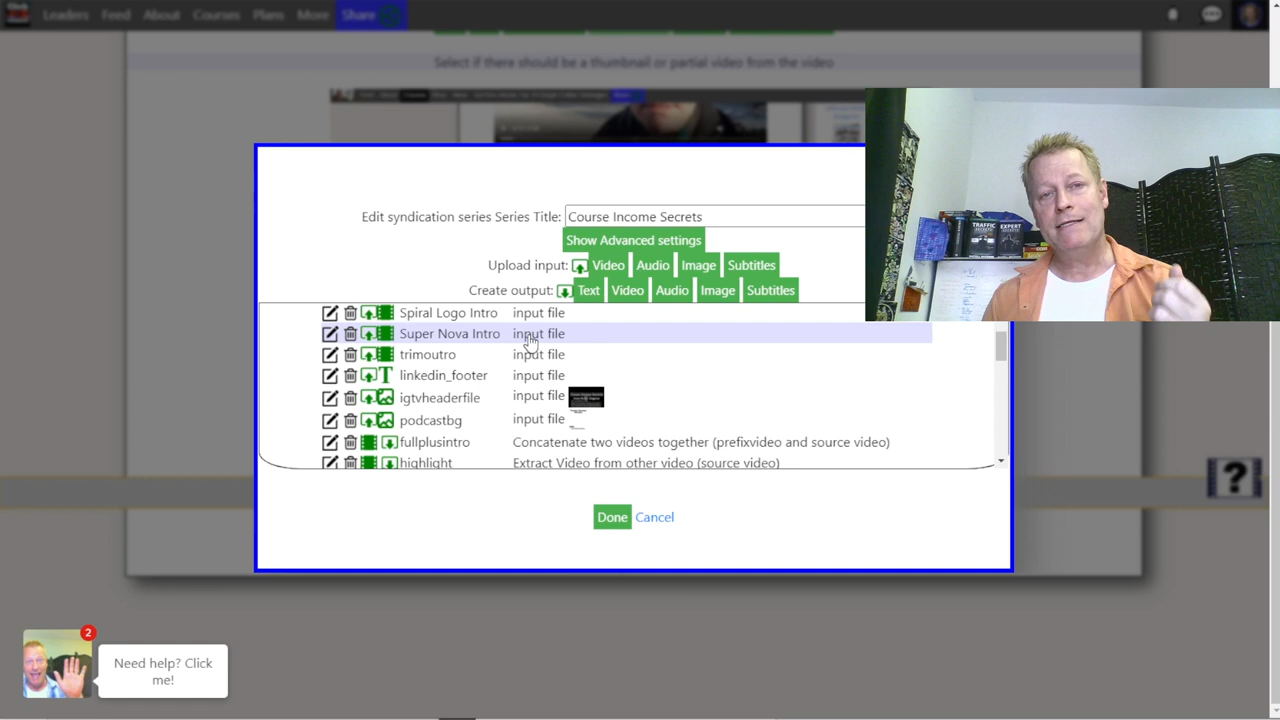 Leaders Feed About Courses Plans More Share
Select if there should be a thumbnail or partial video from the video
Edit syndication series Series Title: Course Income Secrets
Show Advanced settings
Upload input: Video Audio Image Subtitles
Create output: Text Video Audio Image Subtitles
Spiral Logo Intro input file
Super Nova Intro input file
trimoutro input file
linkedin_footer input file
igtvheaderfile input file
podcastbg input file
fullplusintro Concatenate two videos together (prefixvideo and source video)
highlight Extract Video from other video (source video)
Done Cancel
TRAFFIC
SECRETS
EXPERT
SECRETS
?
2
Need help? Click
me!